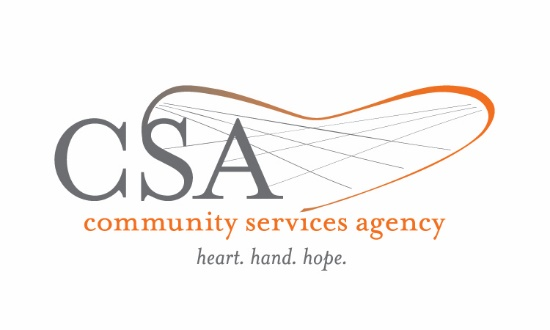 CSA
community services agency
heart. hand. hope.